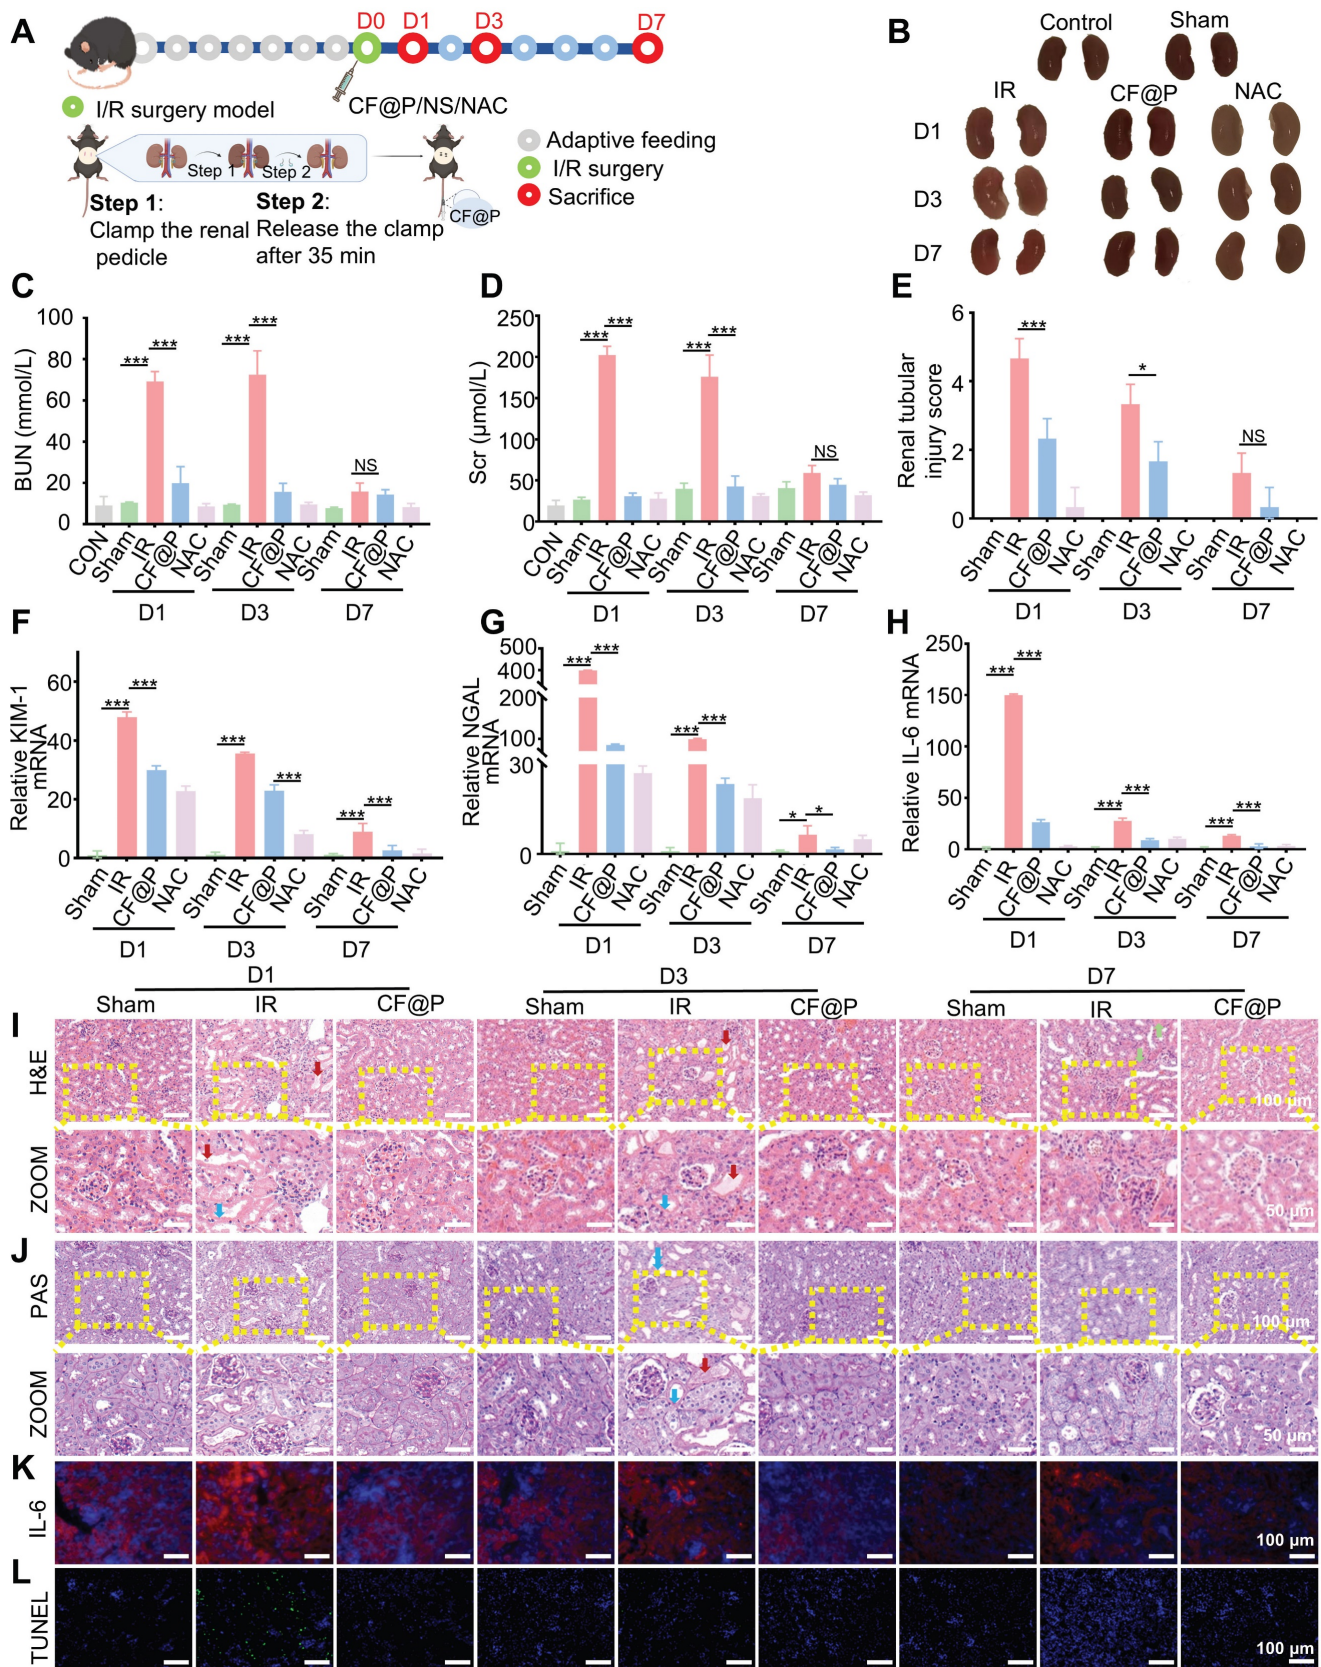 A
D0 D1 D3 D7
I/R surgery model
CF@P/NS/NAC
Step 1 Step 2
Adaptive feeding
I/R surgery
Sacrifice
CF@P
Step 1:
Clamp the renal
pedicle
Step 2:
Release the clamp
after 35 min
B
Control Sham
IR CF@P NAC
D1
D3
D7
C
BUN (mmol/L)
100
80
60
40
20
0
*** *** *** *** NS
CON Sham IR CF@P NAC Sham IR CF@P NAC Sham IR CF@P NAC
D1 D3 D7
D
Scr (μmol/L)
250
200
150
100
50
0
*** *** *** *** NS
CON Sham IR CF@P NAC Sham IR CF@P NAC Sham IR CF@P NAC
D1 D3 D7
E
Renal tubular
injury score
6
4
2
0
*** * NS
Sham IR CF@P NAC Sham IR CF@P NAC Sham IR CF@P NAC
D1 D3 D7
F
Relative KIM-1
mRNA
60
40
20
0
*** *** *** *** *** ***
Sham IR CF@P NAC Sham IR CF@P NAC Sham IR CF@P NAC
D1 D3 D7
G
Relative NGAL
mRNA
500
400
200
100
30
0
*** *** *** *** * *
Sham IR CF@P NAC Sham IR CF@P NAC Sham IR CF@P NAC
D1 D3 D7
H
Relative IL-6 mRNA
250
150
100
50
0
*** *** *** *** *** ***
Sham IR CF@P NAC Sham IR CF@P NAC Sham IR CF@P NAC
D1 D3 D7
D1 D3 D7
Sham IR CF@P Sham IR CF@P Sham IR CF@P
I
H&E
100 μm
ZOOM
50 μm
J
PAS
100 μm
ZOOM
50 μm
K
IL-6
100 μm
L
TUNEL
100 μm